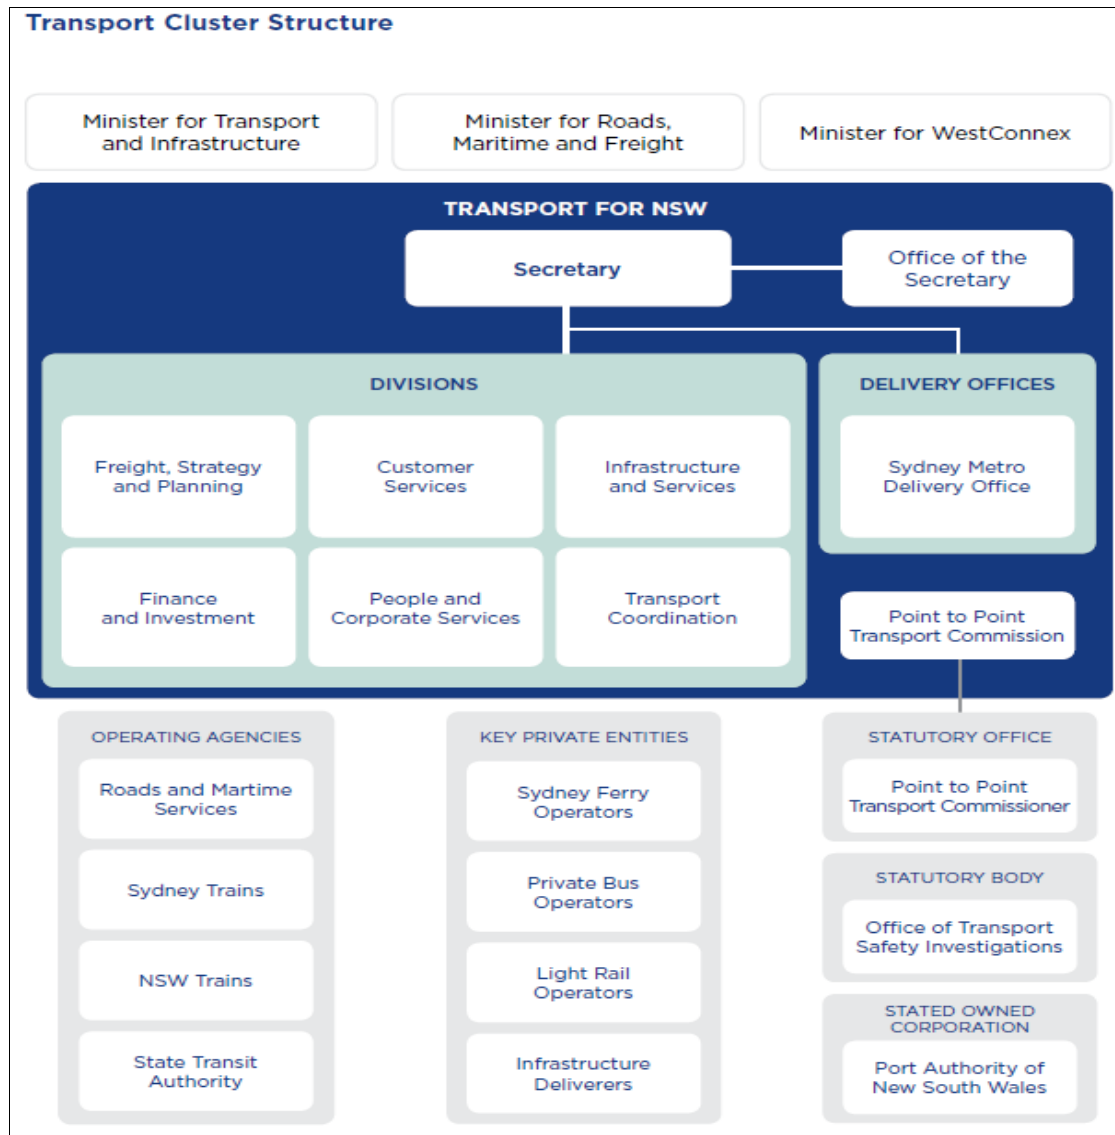 Transport Cluster Structure
Minister for Transport
and Infrastructure
Minister for Roads,
Maritime and Freight
Minister for WestConnex
TRANSPORT FOR NSW
Secretary
Office of the
Secretary
DIVISIONS
Freight, Strategy
and Planning
Customer
Services
Infrastructure
and Services
Finance
and Investment
People and
Corporate Services
Transport
Coordination
DELIVERY OFFICES
Sydney Metro
Delivery Office
Point to Point
Transport Commission
OPERATING AGENCIES
Roads and Martime
Services
Sydney Trains
NSW Trains
State Transit
Authority
KEY PRIVATE ENTITIES
Sydney Ferry
Operators
Private Bus
Operators
Light Rail
Operators
Infrastructure
Deliverers
STATUTORY OFFICE
Point to Point
Transport Commissioner
STATUTORY BODY
Office of Transport
Safety Investigations
STATED OWNED
CORPORATION
Port Authority of
New South Wales